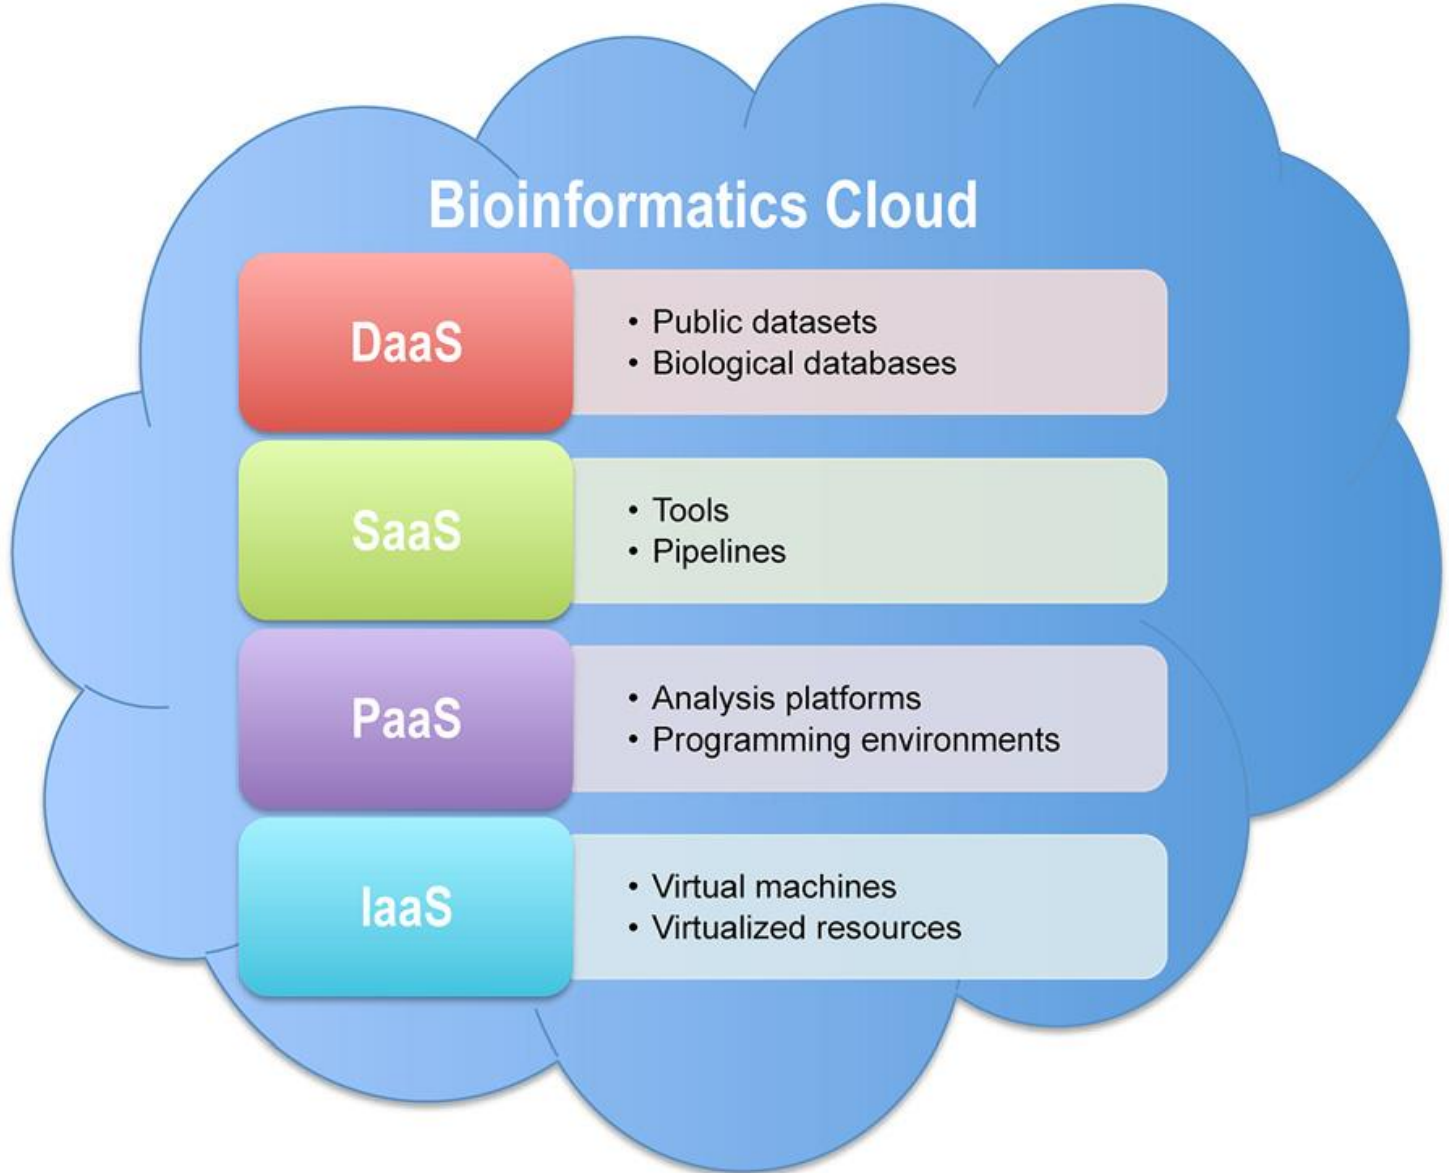 Bioinformatics Cloud
DaaS
• Public datasets
• Biological databases
SaaS
• Tools
• Pipelines
PaaS
• Analysis platforms
• Programming environments
IaaS
• Virtual machines
• Virtualized resources